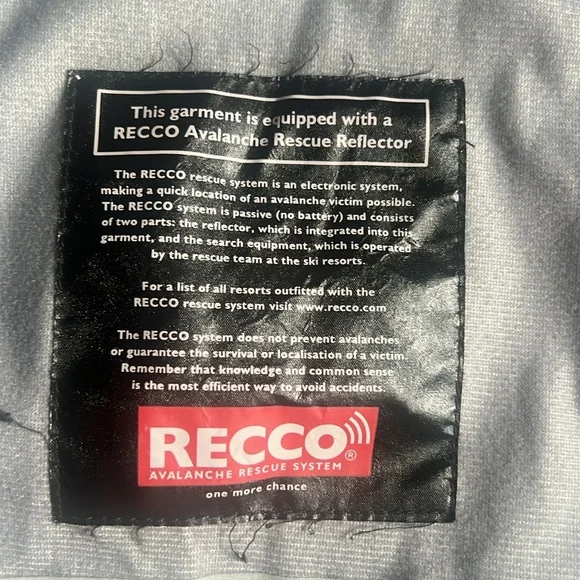 This garment is equipped with a
RECCO Avalanche Rescue Reflector
The RECCO rescue system is an electronic system,
making a quick location of an avalanche victim possible.
The RECCO system is passive (no battery) and consists
of two parts: the reflector, which is integrated into this
garment, and the search equipment, which is operated
by the rescue team at the ski resorts.
For a list of all resorts outfitted with the
RECCO rescue system visit www.recco.com
The RECCO system does not prevent avalanches
or guarantee the survival or localisation of a victim.
Remember that knowledge and common sense
is the most efficient way to avoid accidents.
RECCO®
AVALANCHE RESCUE SYSTEM
one more chance